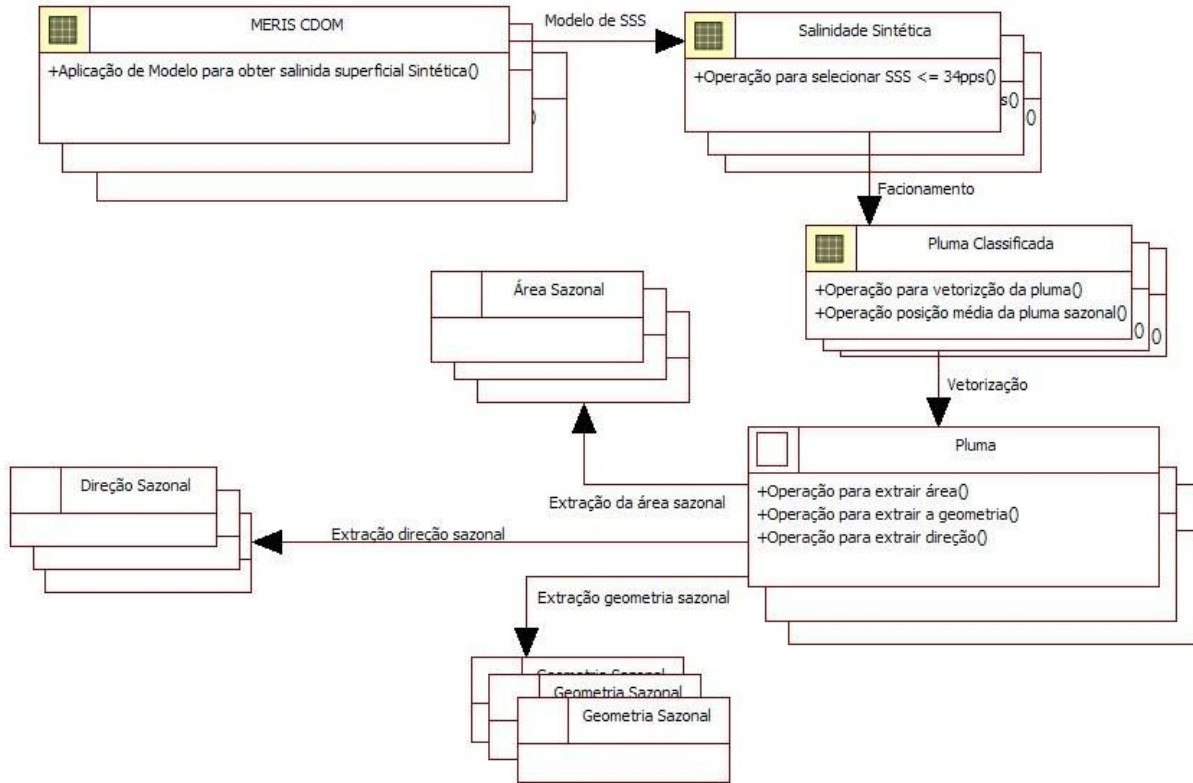 MERIS CDOM
+Aplicação de Modelo para obter salinida superficial Sintética()
)
Modelo de SSS
Salinidade Sintética
+Operação para selecionar SSS <= 34pps()
s()
()
Facionamento
Pluma Classificada
+Operação para vetorizção da pluma()
+Operação posição média da pluma sazonal()
()
()
Vetorização
Área Sazonal
Pluma
+Operação para extrair área()
+Operação para extrair a geometria()
+Operação para extrair direção()
Extração da área sazonal
Direção Sazonal
Extração direção sazonal
Extração geometria sazonal
Geometria Sazonal
Geometria Sazonal
Geometria Sazonal